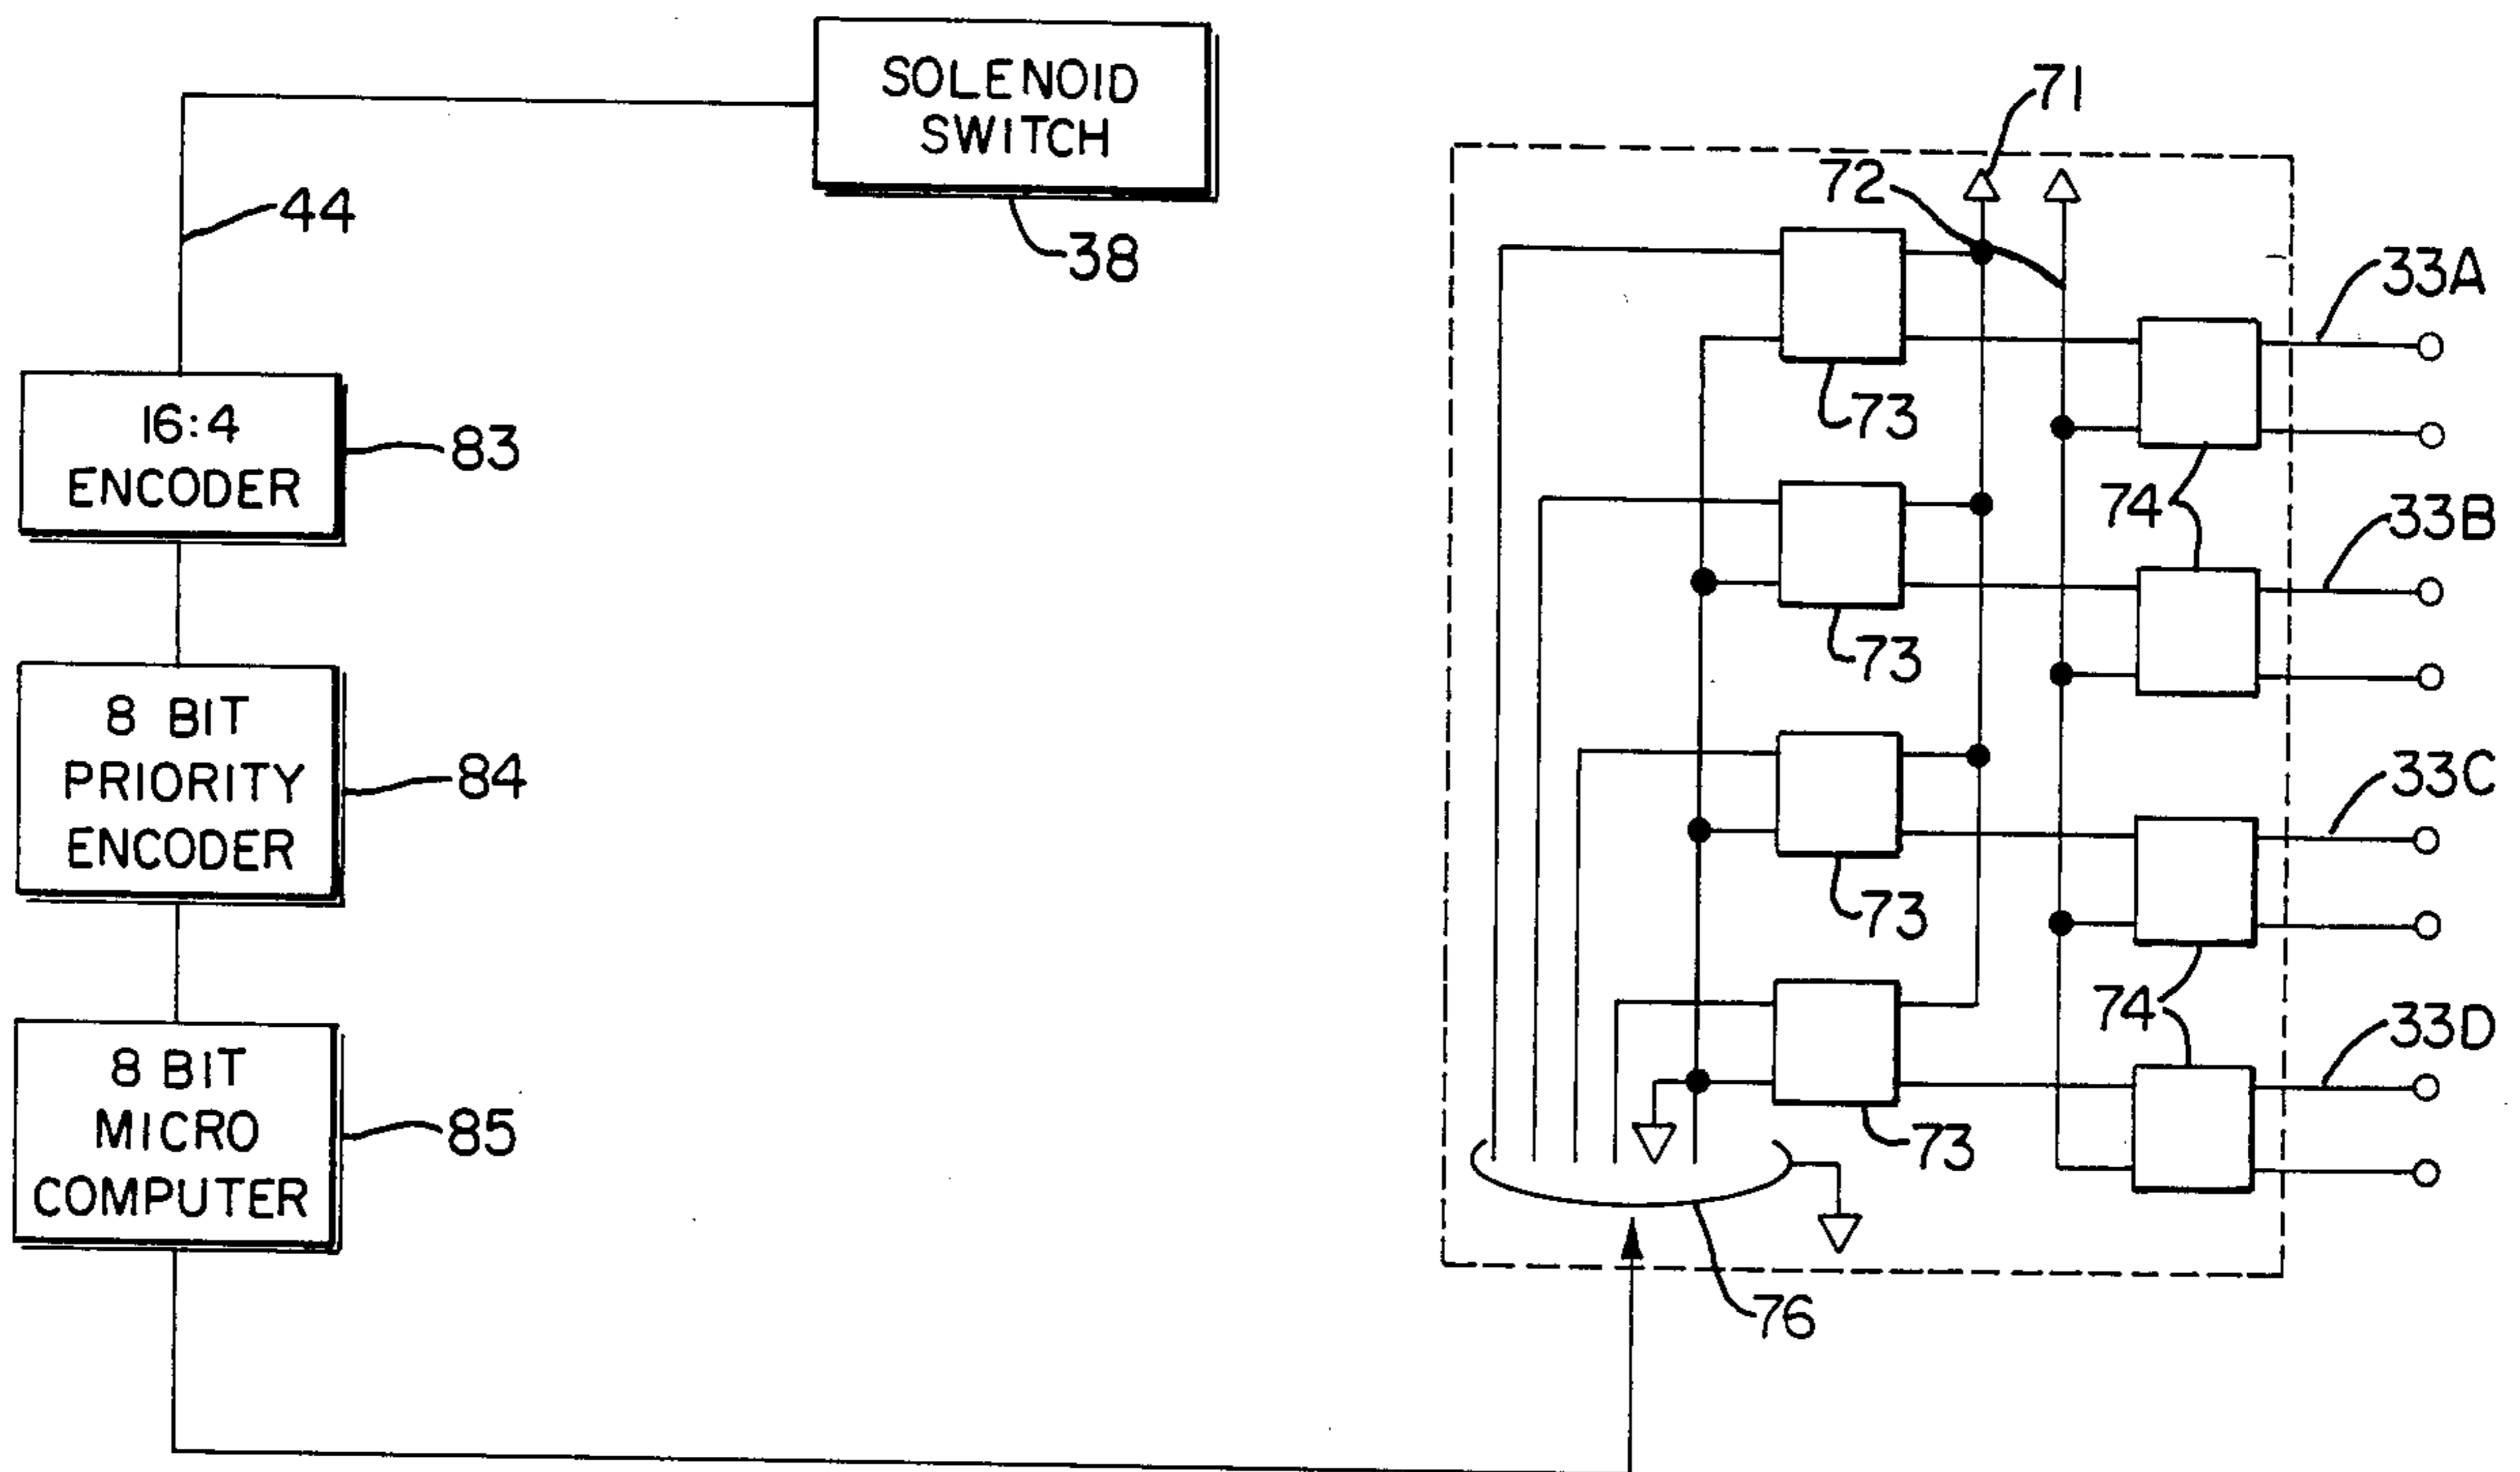 SOLENOID
SWITCH
38
44
16:4
ENCODER
83
8 BIT
PRIORITY
ENCODER
84
8 BIT
MICRO
COMPUTER
85
71
72
33A
73
74
33B
73
33C
73
74
33D
73
76